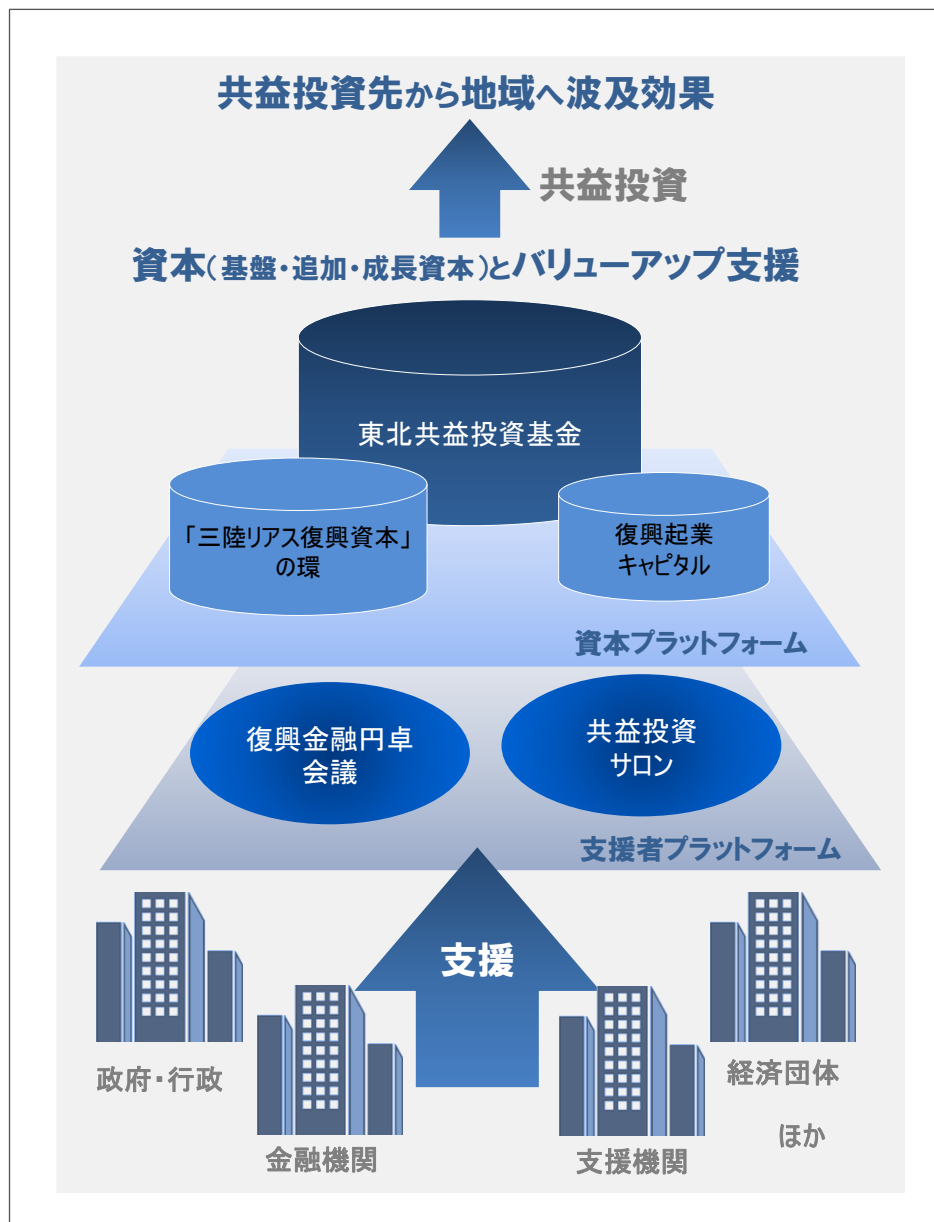 共益投資先から地域へ波及効果
共益投資
資本(基盤・追加・成長資本)とバリューアップ支援
東北共益投資基金
「三陸リアス復興資本」
の環
復興起業
キャピタル
資本プラットフォーム
復興金融円卓
会議
共益投資
サロン
支援者プラットフォーム
支援
政府・行政
金融機関
支援機関
経済団体
ほか